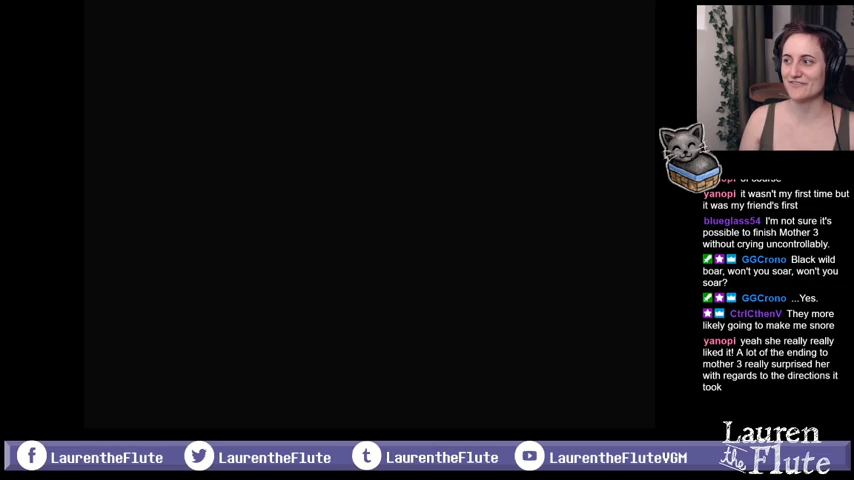 of course
yanopi it wasn't my first time but
it was my friend's first
blueglass54 I'm not sure it's
possible to finish Mother 3
without crying uncontrollably.
GGCrono Black wild
boar, won't you soar, won't you
soar?
GGCrono ...Yes.
CtrlCthenV They more
likely going to make me snore
yanopi yeah she really really
liked it! A lot of the ending to
mother 3 really surprised her
with regards to the directions it
took
LaurentheFlute
LaurentheFlute
LaurentheFlute
LaurentheFluteVGM
Lauren
the Flute